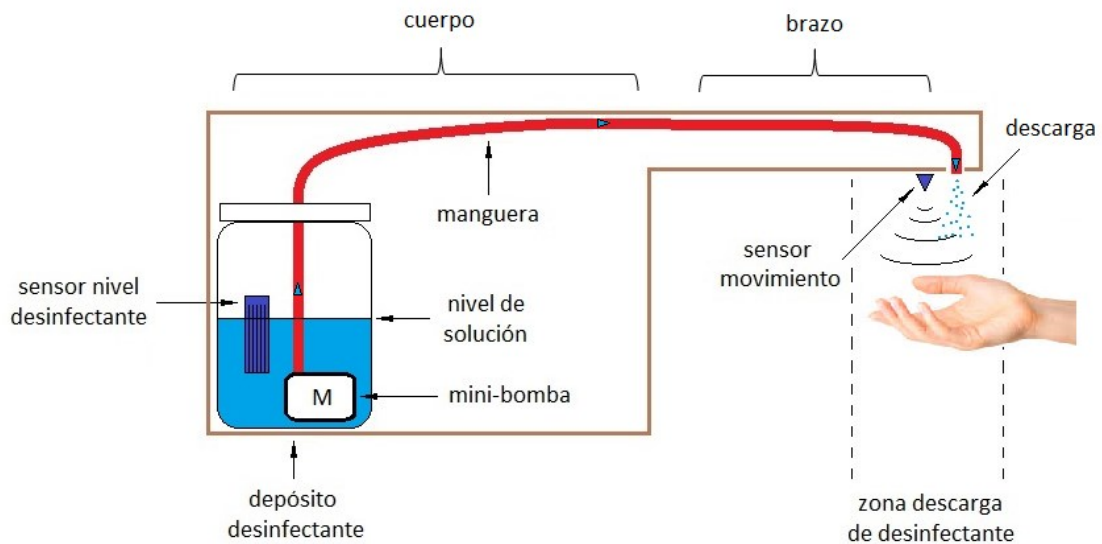 cuerpo
brazo
descarga
manguera
sensor
movimiento
sensor nivel
desinfectante
nivel de
solución
M
mini-bomba
depósito
desinfectante
zona descarga
de desinfectante